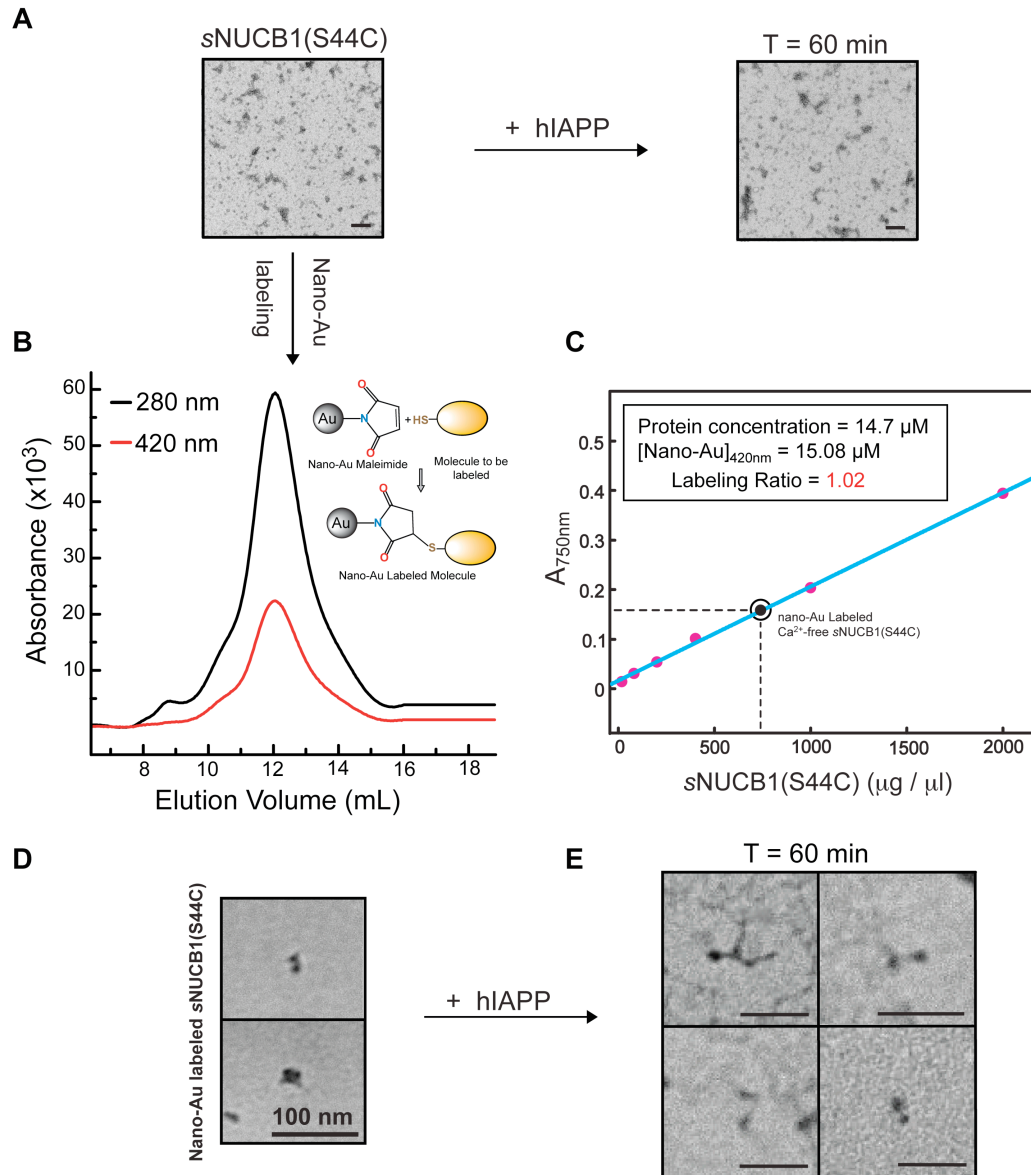 A
sNUCB1(S44C)
T = 60 min
+ hIAPP
Nano-Au
labeling
B
280 nm
420 nm
Absorbance (x10³)
60
50
40
30
20
10
8
10
12
14
16
18
Elution Volume (mL)
O
Au
N
O
+
HS
Nano-Au Maleimide
Molecule to be
labeled
O
Au
N
S
O
Nano-Au Labeled Molecule
C
Protein concentration = 14.7 µM
[Nano-Au]420nm = 15.08 µM
Labeling Ratio = 1.02
A750nm
0.5
0.4
0.2
0.1
0
nano-Au Labeled
Ca²⁺-free sNUCB1(S44C)
0
500
1000
1500
2000
sNUCB1(S44C) (µg / µl)
D
Nano-Au labeled sNUCB1(S44C)
100 nm
+ hIAPP
E
T = 60 min